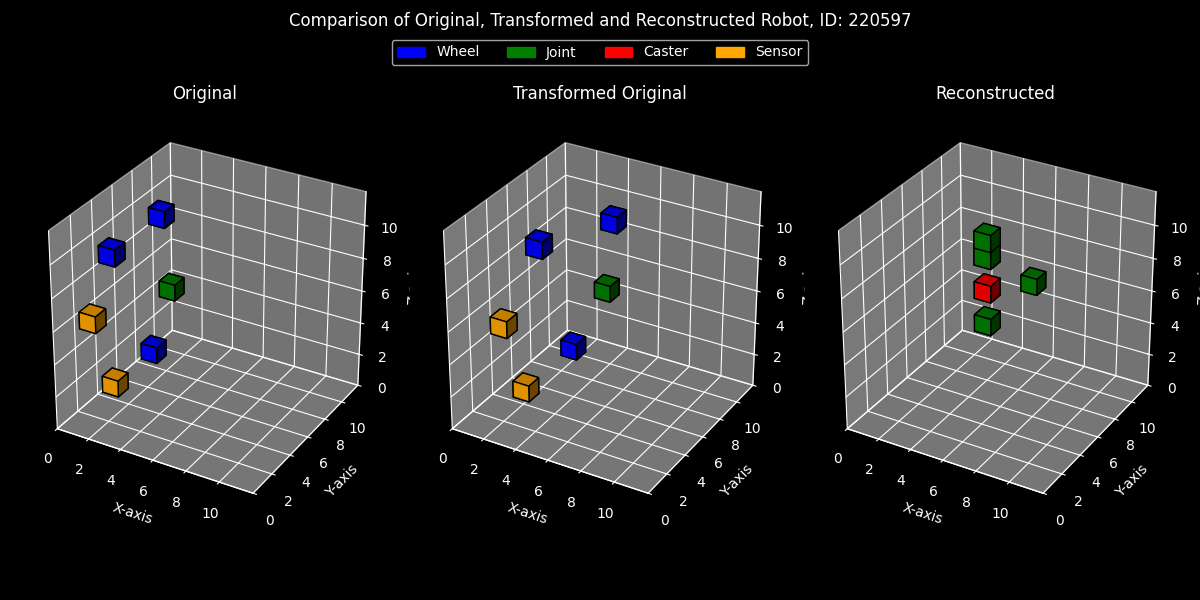 Comparison of Original, Transformed and Reconstructed Robot, ID: 220597
Wheel Joint Caster Sensor
Original Transformed Original Reconstructed
10 10 10
8 8 8
6 6 6
4 4 4
2 2 2
0 0 0
10 10 10
8 8 8
6 6 6
4 4 4
2 2 2
0 0 0
0 2 4 6 8 10 0 2 4 6 8 10 0 2 4 6 8 10
X-axis Y-axis X-axis Y-axis X-axis Y-axis